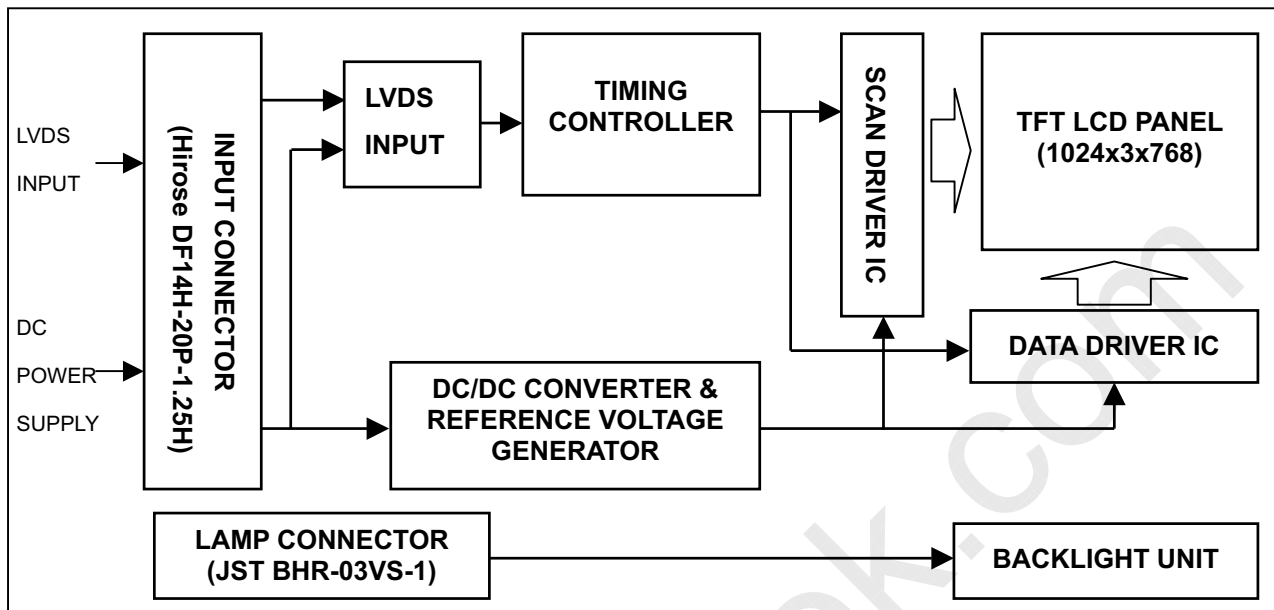 LVDS
INPUT
DC
POWER
SUPPLY
INPUT CONNECTOR
(Hirose DF14H-20P-1.25H)
LVDS
INPUT
TIMING
CONTROLLER
SCAN DRIVER IC
TFT LCD PANEL
(1024x3x768)
DATA DRIVER IC
DC/DC CONVERTER &
REFERENCE VOLTAGE
GENERATOR
LAMP CONNECTOR
(JST BHR-03VS-1)
BACKLIGHT UNIT